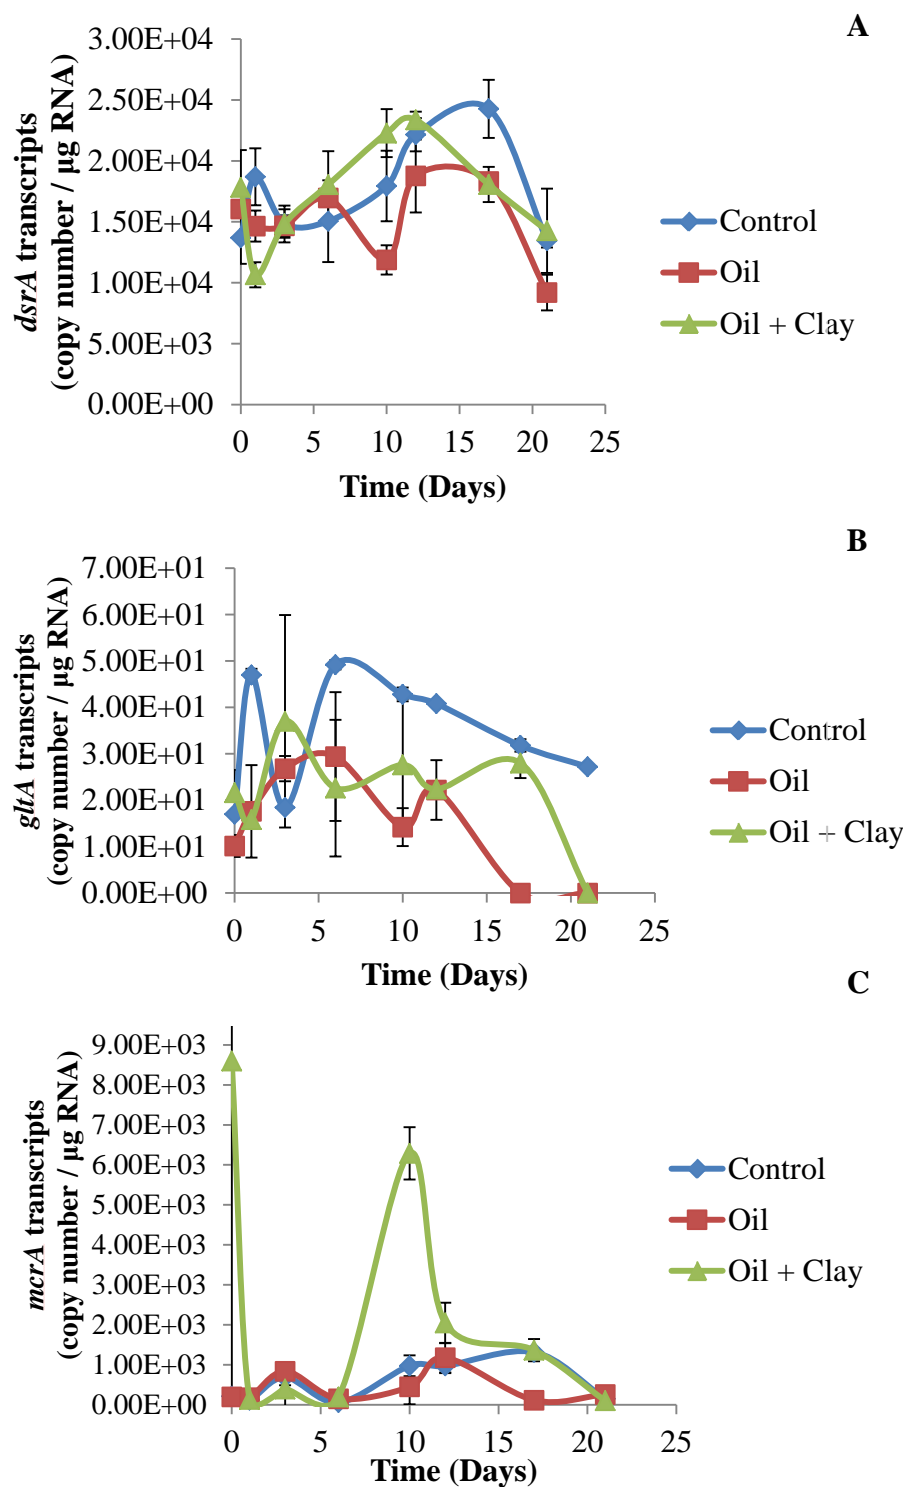 A
3.00E+04
2.50E+04
2.00E+04
1.50E+04
1.00E+04
5.00E+03
0.00E+00
dsrA transcripts
(copy number / µg RNA)
0 5 10 15 20 25
Time (Days)
Control
Oil
Oil + Clay
B
7.00E+01
6.00E+01
5.00E+01
4.00E+01
3.00E+01
2.00E+01
1.00E+01
0.00E+00
gltA transcripts
(copy number / µg RNA)
0 5 10 15 20 25
Time (Days)
Control
Oil
Oil + Clay
C
9.00E+03
8.00E+03
7.00E+03
6.00E+03
5.00E+03
4.00E+03
3.00E+03
2.00E+03
1.00E+03
0.00E+00
mcrA transcripts
(copy number / µg RNA)
0 5 10 15 20 25
Time (Days)
Control
Oil
Oil + Clay